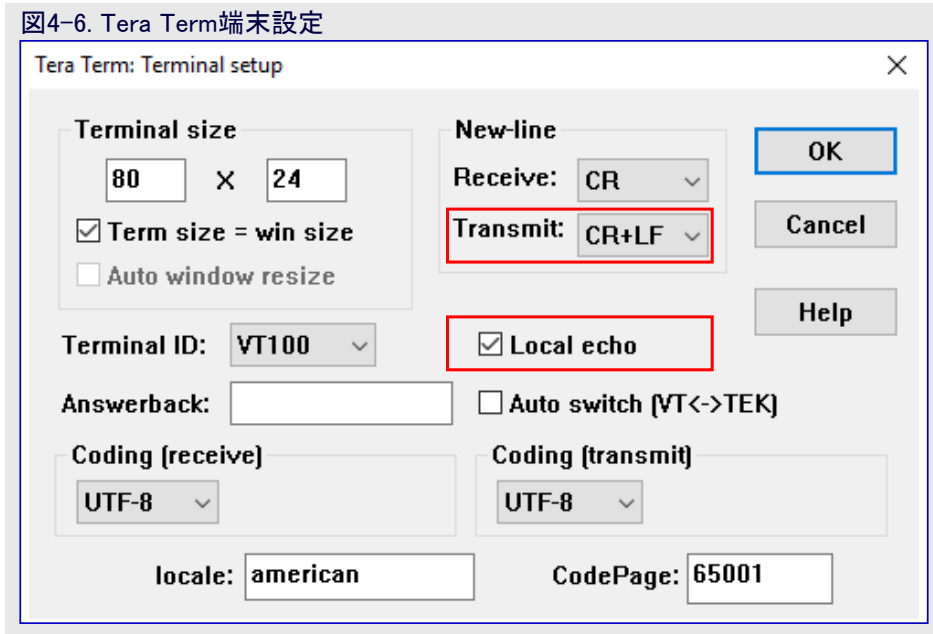 図4-6. Tera Term端末設定
Tera Term: Terminal setup
Terminal size
80 X 24
Term size = win size
Auto window resize
New-line
Receive: CR
Transmit: CR+LF
OK
Cancel
Help
Terminal ID: VT100
Local echo
Answerback:
Auto switch (VT<->TEK)
Coding (receive)
UTF-8
Coding (transmit)
UTF-8
locale: american
CodePage: 65001